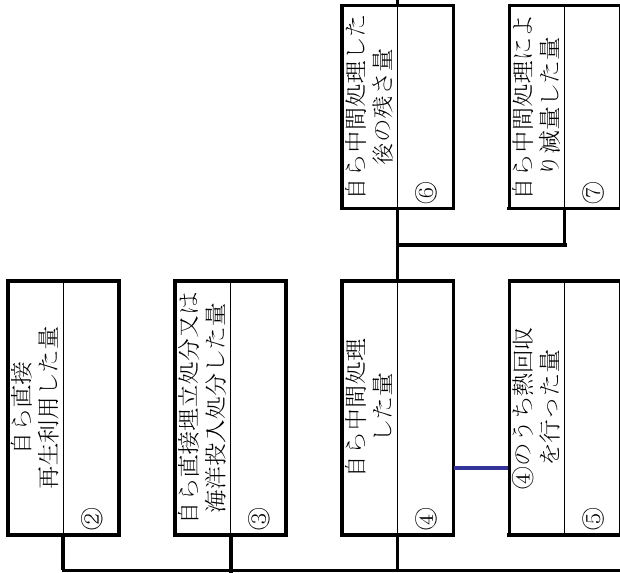 自ら直接
再生利用した量
②
自ら直接埋立処分又は
海洋投入処分した量
③
自ら中間処理
した量
④
④のうち熱回収
を行った量
⑤
自ら中間処理した
後の残さ量
⑥
自ら中間処理によ
り減量した量
⑦